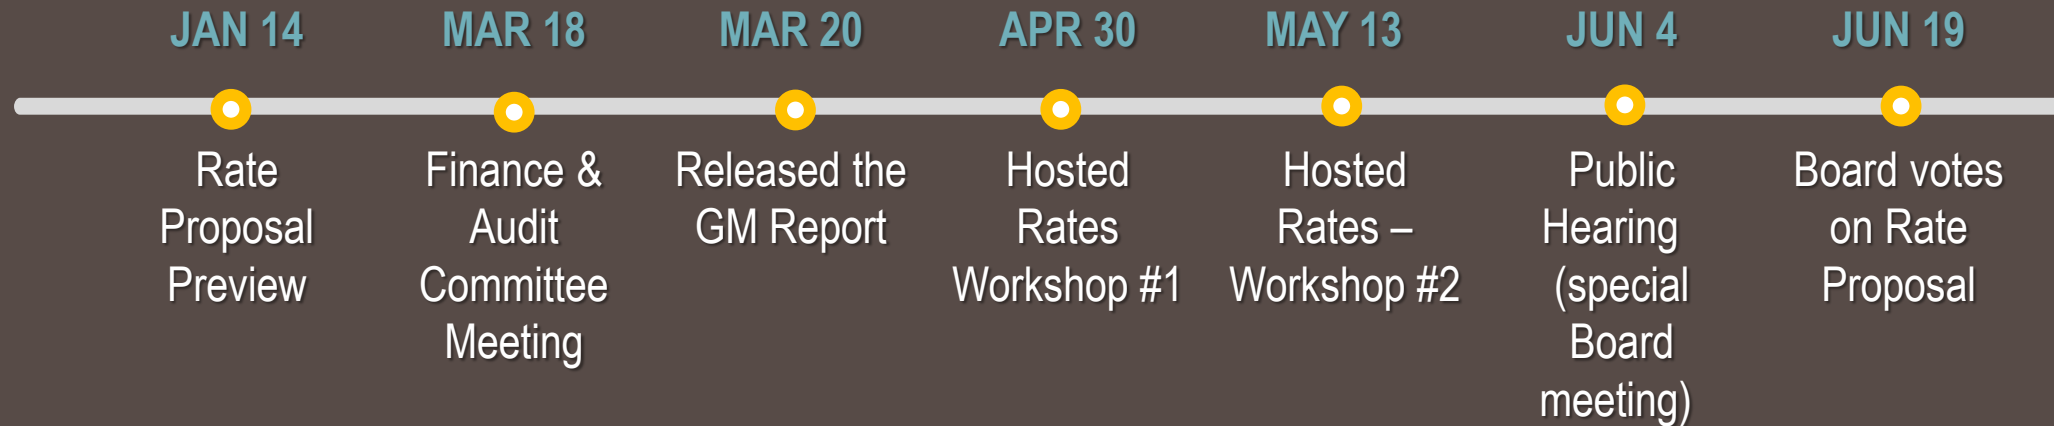 JAN 14
MAR 18
MAR 20
APR 30
MAY 13
JUN 4
JUN 19
Rate
Proposal
Preview
Finance &
Audit
Committee
Meeting
Released the
GM Report
Hosted
Rates
Workshop #1
Hosted
Rates –
Workshop #2
Public
Hearing
(special
Board
meeting)
Board votes
on Rate
Proposal